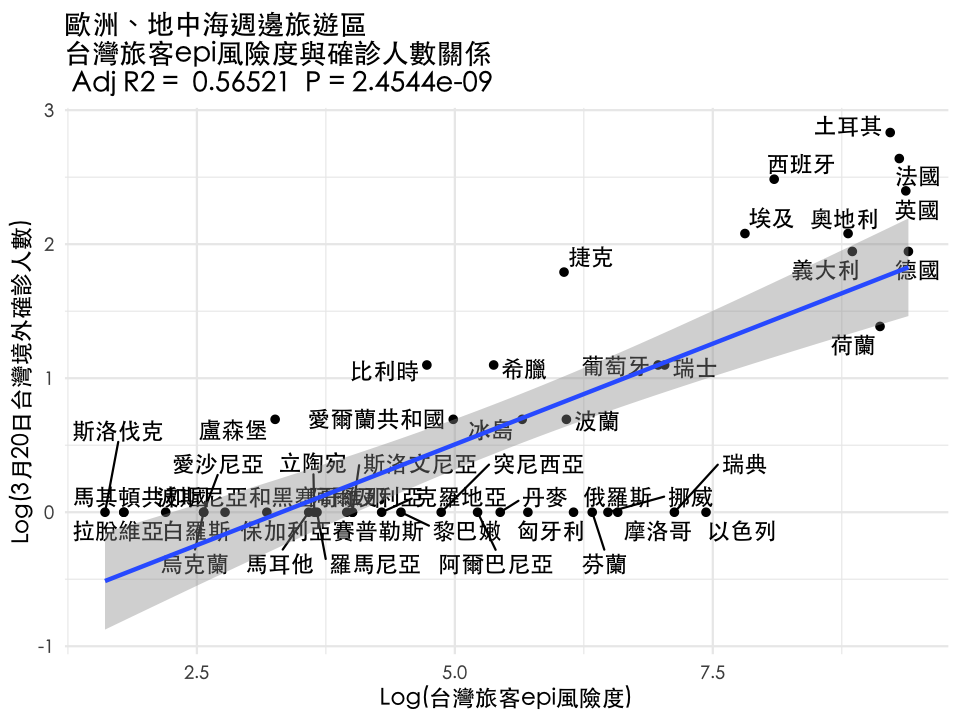 歐洲、地中海週邊旅遊區
台灣旅客epi風險度與確診人數關係
Adj R2 = 0.56521 P = 2.4544e-09
3
土耳其
西班牙
法國
埃及 奧地利 英國
2
捷克
義大利 德國
荷蘭
比利時 希臘 葡萄牙 瑞士
1
斯洛伐克 盧森堡 愛爾蘭共和國 冰島 波蘭
愛沙尼亞 立陶宛 斯洛文尼亞 突尼西亞 瑞典
馬其頓共和國 克羅地亞 丹麥 俄羅斯 挪威
0
拉脫維亞 白羅斯 保加利亞 賽普勒斯 黎巴嫩 匈牙利 摩洛哥 以色列
烏克蘭 馬耳他 羅馬尼亞 阿爾巴尼亞 芬蘭
-1
2.5 5.0 7.5
Log(台灣旅客epi風險度)
Log(3月20日台灣境外確診人數)